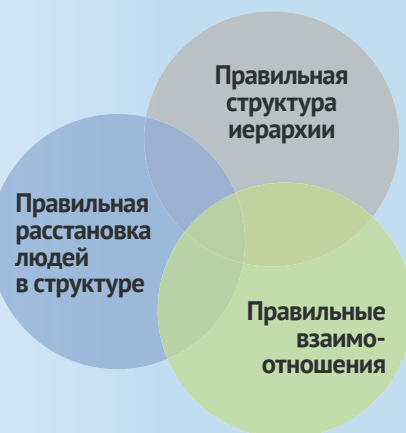 Правильная
структура
иерархии
Правильная
расстановка
людей
в структуре
Правильные
взаимо-
отношения